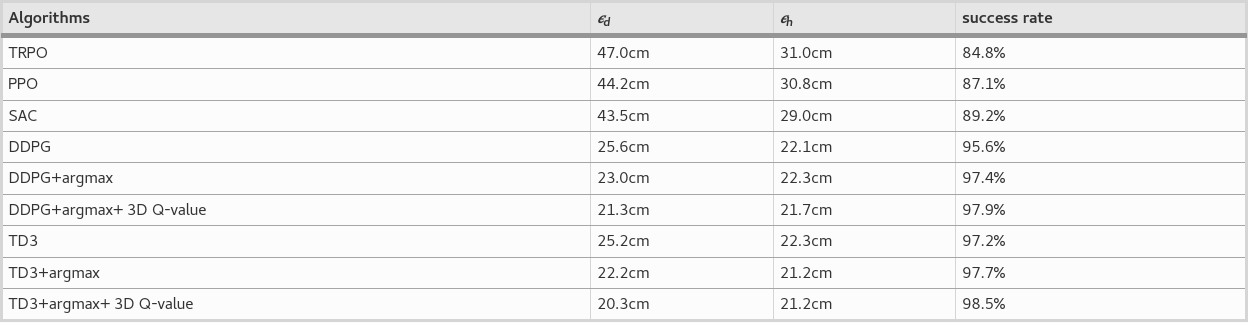 Algorithms 𝓮d 𝓮h success rate
TRPO 47.0cm 31.0cm 84.8%
PPO 44.2cm 30.8cm 87.1%
SAC 43.5cm 29.0cm 89.2%
DDPG 25.6cm 22.1cm 95.6%
DDPG+argmax 23.0cm 22.3cm 97.4%
DDPG+argmax+ 3D Q-value 21.3cm 21.7cm 97.9%
TD3 25.2cm 22.3cm 97.2%
TD3+argmax 22.2cm 21.2cm 97.7%
TD3+argmax+ 3D Q-value 20.3cm 21.2cm 98.5%